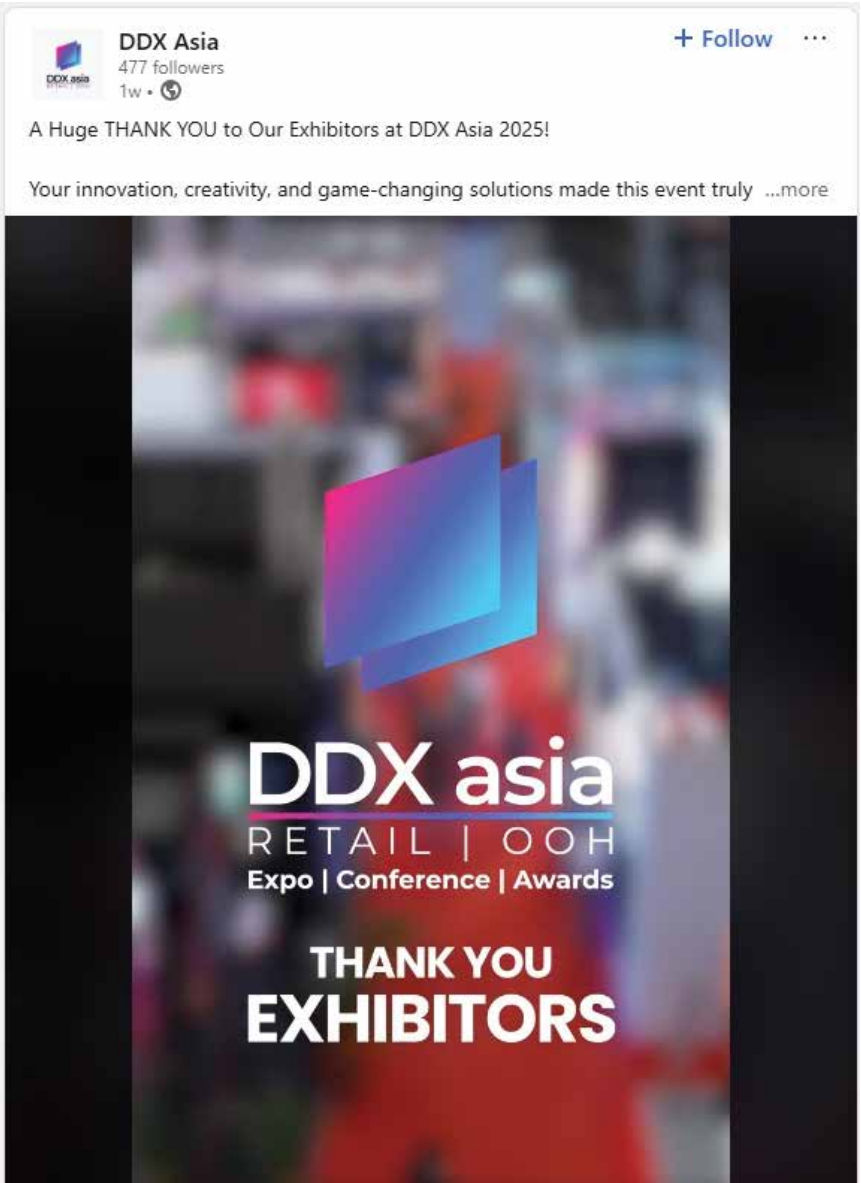 DDX Asia
+ Follow
477 followers
1w •
A Huge THANK YOU to Our Exhibitors at DDX Asia 2025!
Your innovation, creativity, and game-changing solutions made this event truly ...more
DDX asia
DDX asia
RETAIL | OOH
Expo | Conference | Awards
THANK YOU
EXHIBITORS